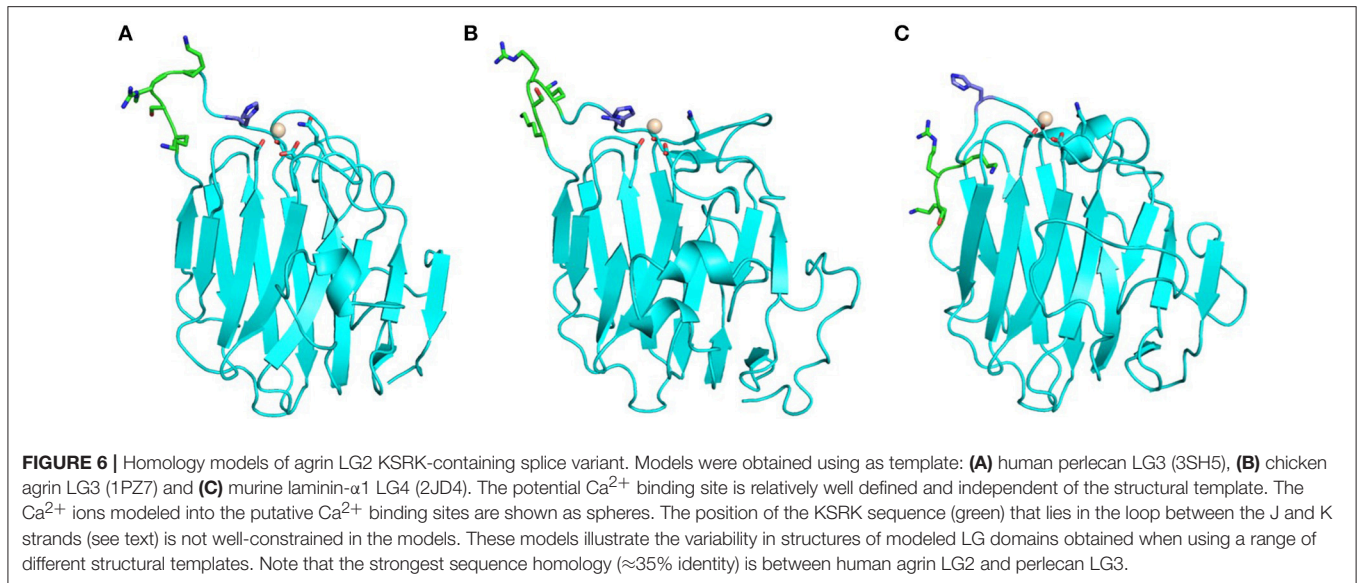 A
B
C
FIGURE 6 | Homology models of agrin LG2 KSRK-containing splice variant. Models were obtained using as template: (A) human perlecan LG3 (3SH5), (B) chicken
agrin LG3 (1PZ7) and (C) murine laminin-α1 LG4 (2JD4). The potential Ca2+ binding site is relatively well defined and independent of the structural template. The
Ca2+ ions modeled into the putative Ca2+ binding sites are shown as spheres. The position of the KSRK sequence (green) that lies in the loop between the J and K
strands (see text) is not well-constrained in the models. These models illustrate the variability in structures of modeled LG domains obtained when using a range of
different structural templates. Note that the strongest sequence homology (≈35% identity) is between human agrin LG2 and perlecan LG3.